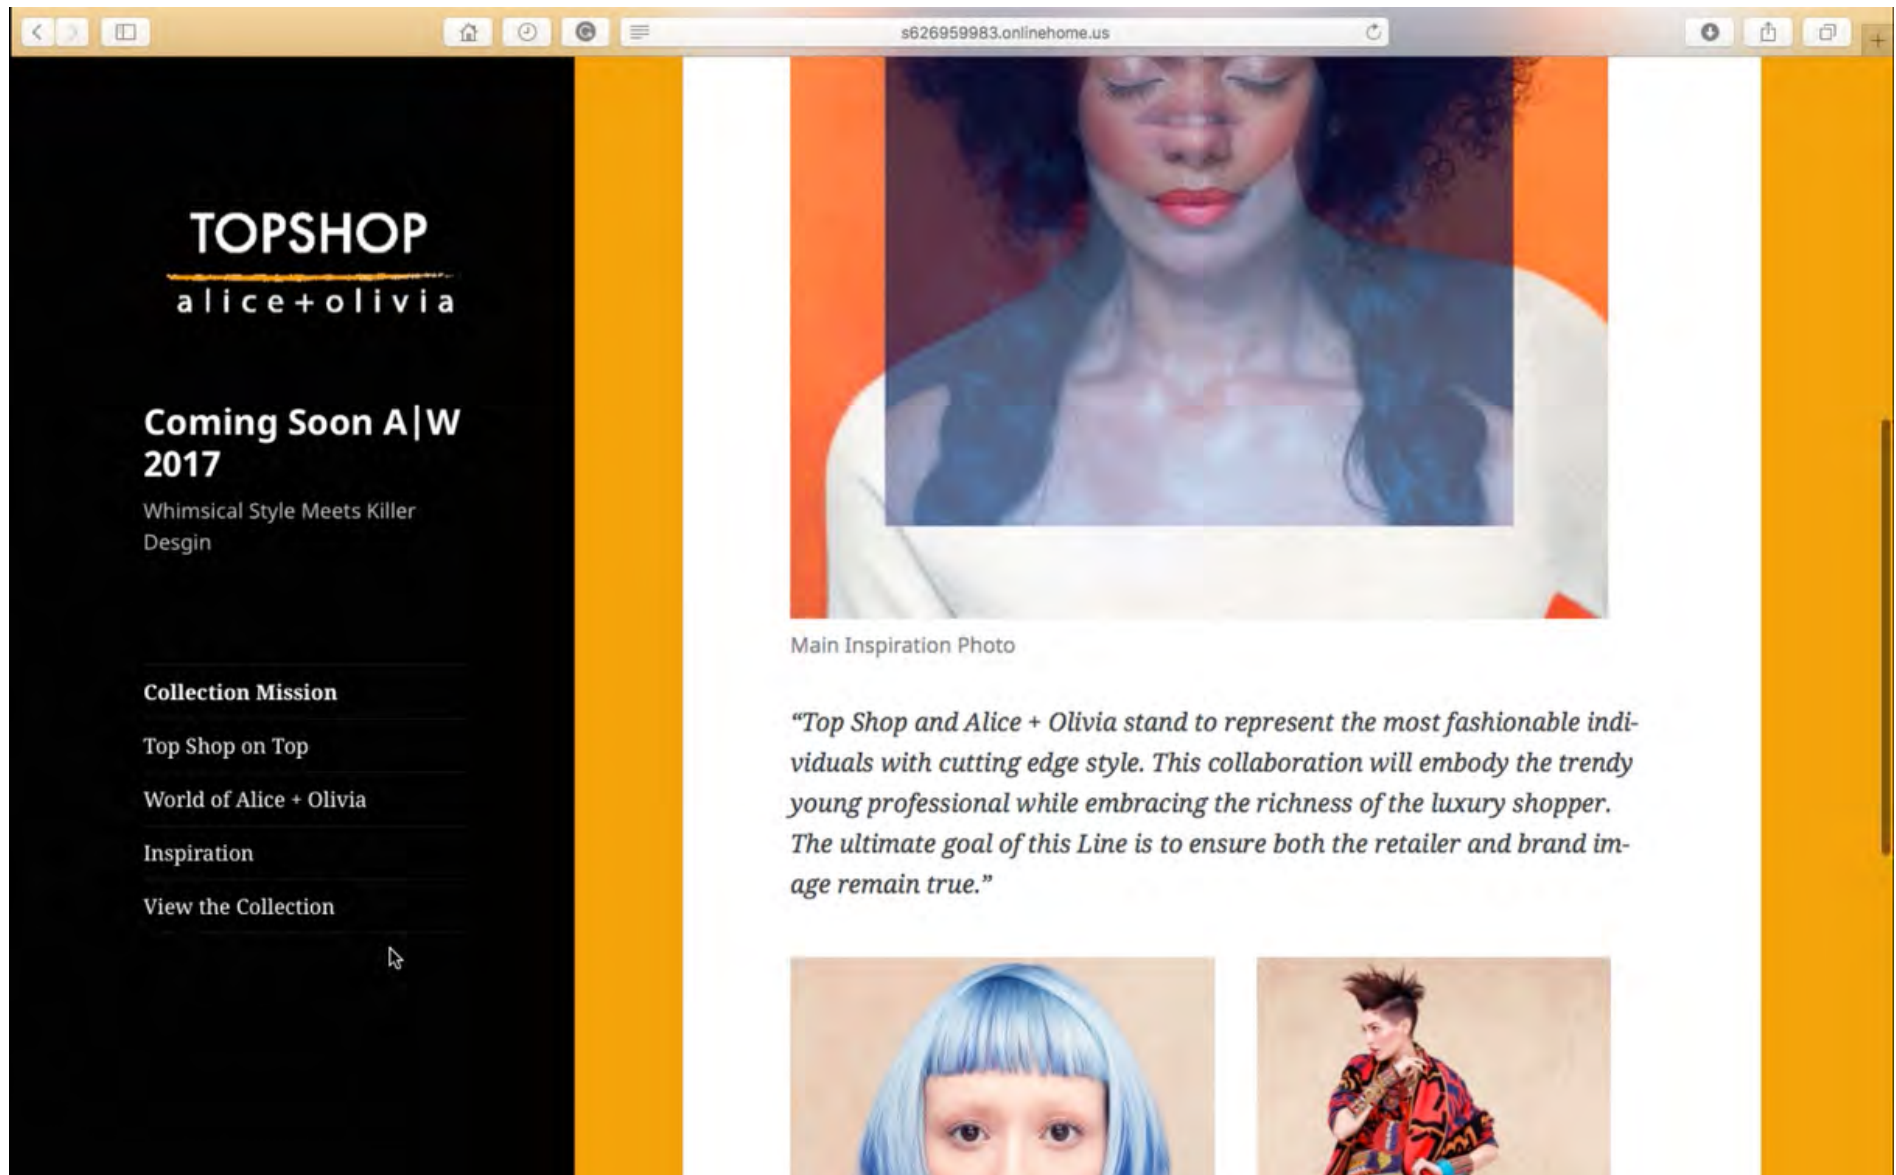 s626959983.onlinehome.us
TOPSHOP
alice+olivia
Coming Soon A|W
2017
Whimsical Style Meets Killer
Desgin
Collection Mission
Top Shop on Top
World of Alice + Olivia
Inspiration
View the Collection
Main Inspiration Photo
“Top Shop and Alice + Olivia stand to represent the most fashionable indi-
viduals with cutting edge style. This collaboration will embody the trendy
young professional while embracing the richness of the luxury shopper.
The ultimate goal of this Line is to ensure both the retailer and brand im-
age remain true.”